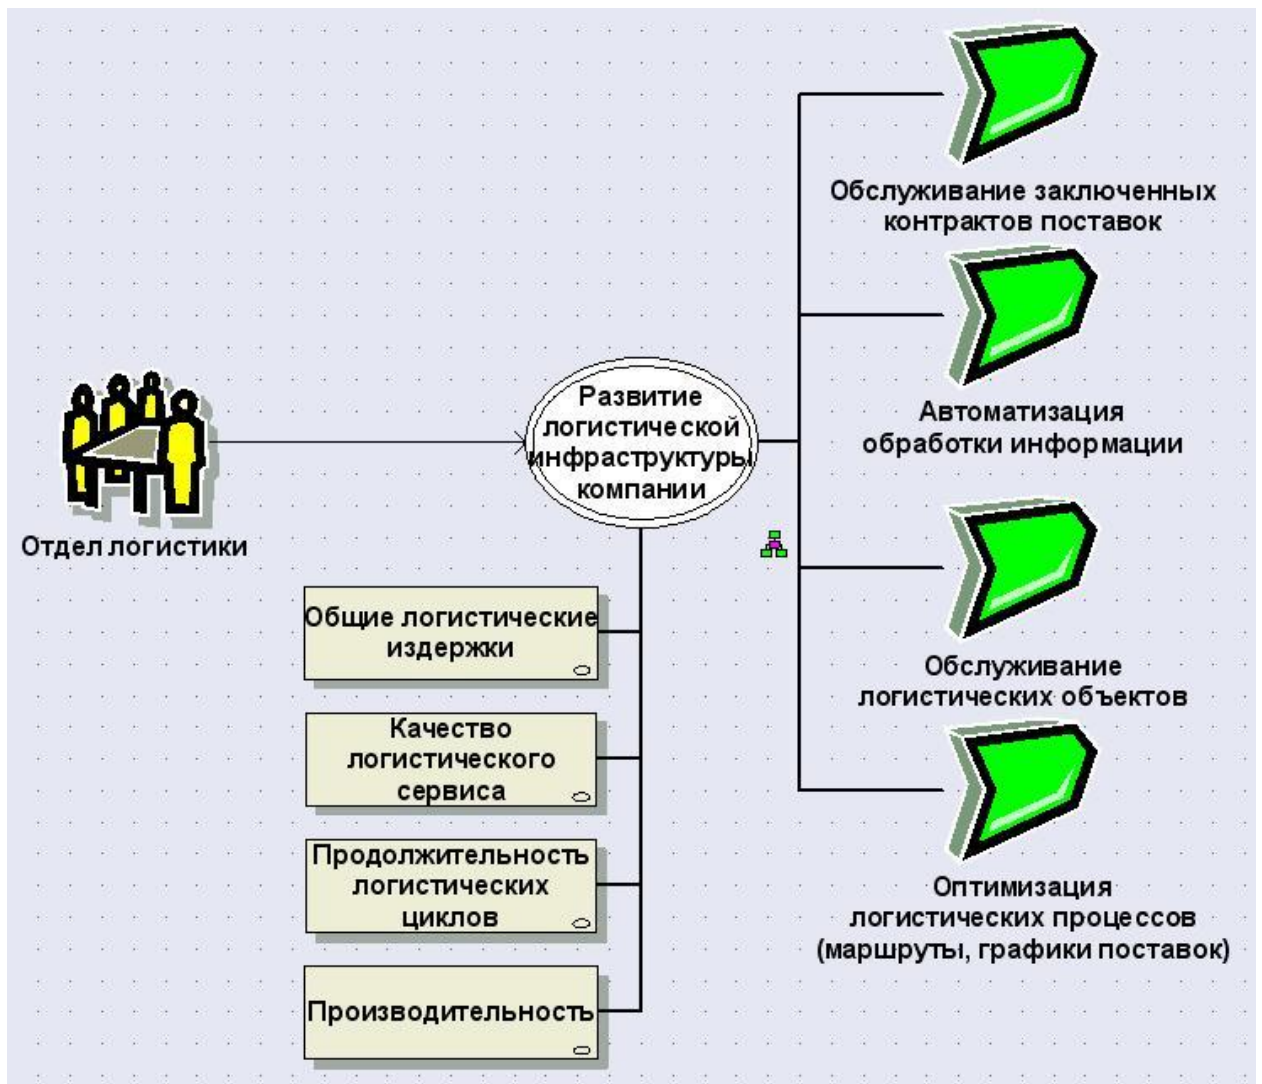 Обслуживание заключенных
контрактов поставок
Автоматизация
обработки информации
Развитие
логистической
инфраструктуры
компании
Отдел логистики
Общие логистические
издержки
Обслуживание
логистических объектов
Качество
логистического
сервиса
Продолжительность
логистических
циклов
Оптимизация
логистических процессов
(маршруты, графики поставок)
Производительность